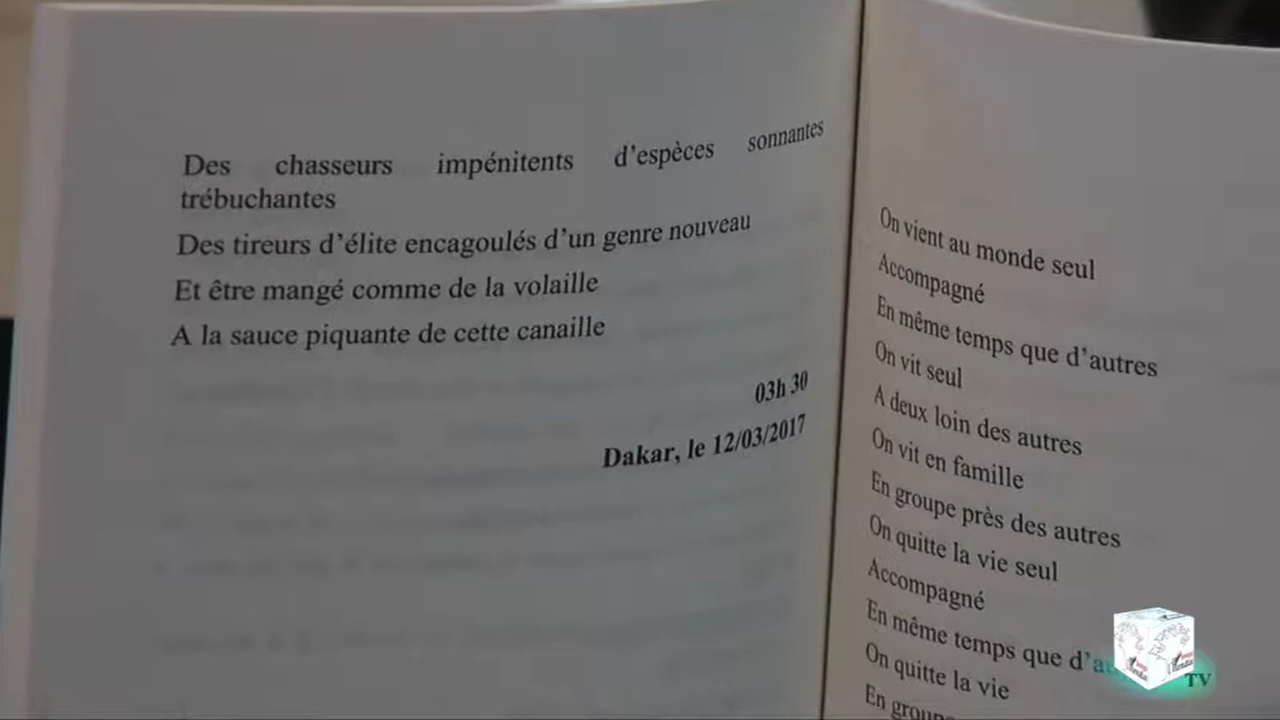 Des chasseurs impénitents d'espèces sonnantes
trébuchantes
Des tireurs d'élite encagoulés d'un genre nouveau
Et être mangé comme de la volaille
A la sauce piquante de cette canaille
03h 30
Dakar, le 12/03/2017
On vient au monde seul
Accompagné
En même temps que d'autres
On vit seul
A deux loin des autres
On vit en famille
En groupe près des autres
On quitte la vie seul
Accompagné
En même temps que
On quitte la vie
En
TV